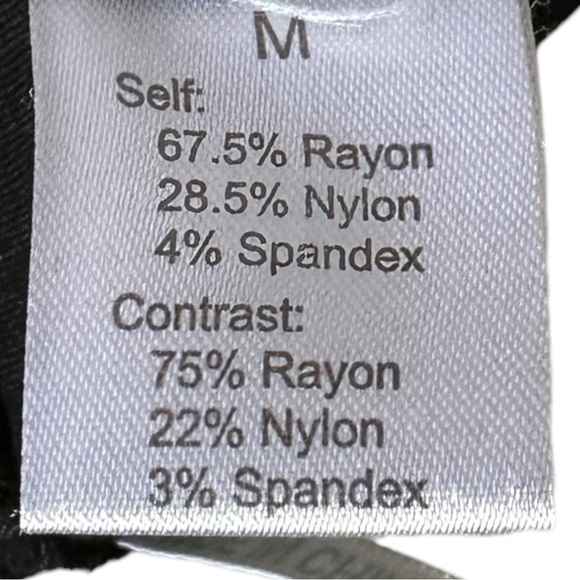 M
Self:
67.5% Rayon
28.5% Nylon
4% Spandex
Contrast:
75% Rayon
22% Nylon
3% Spandex